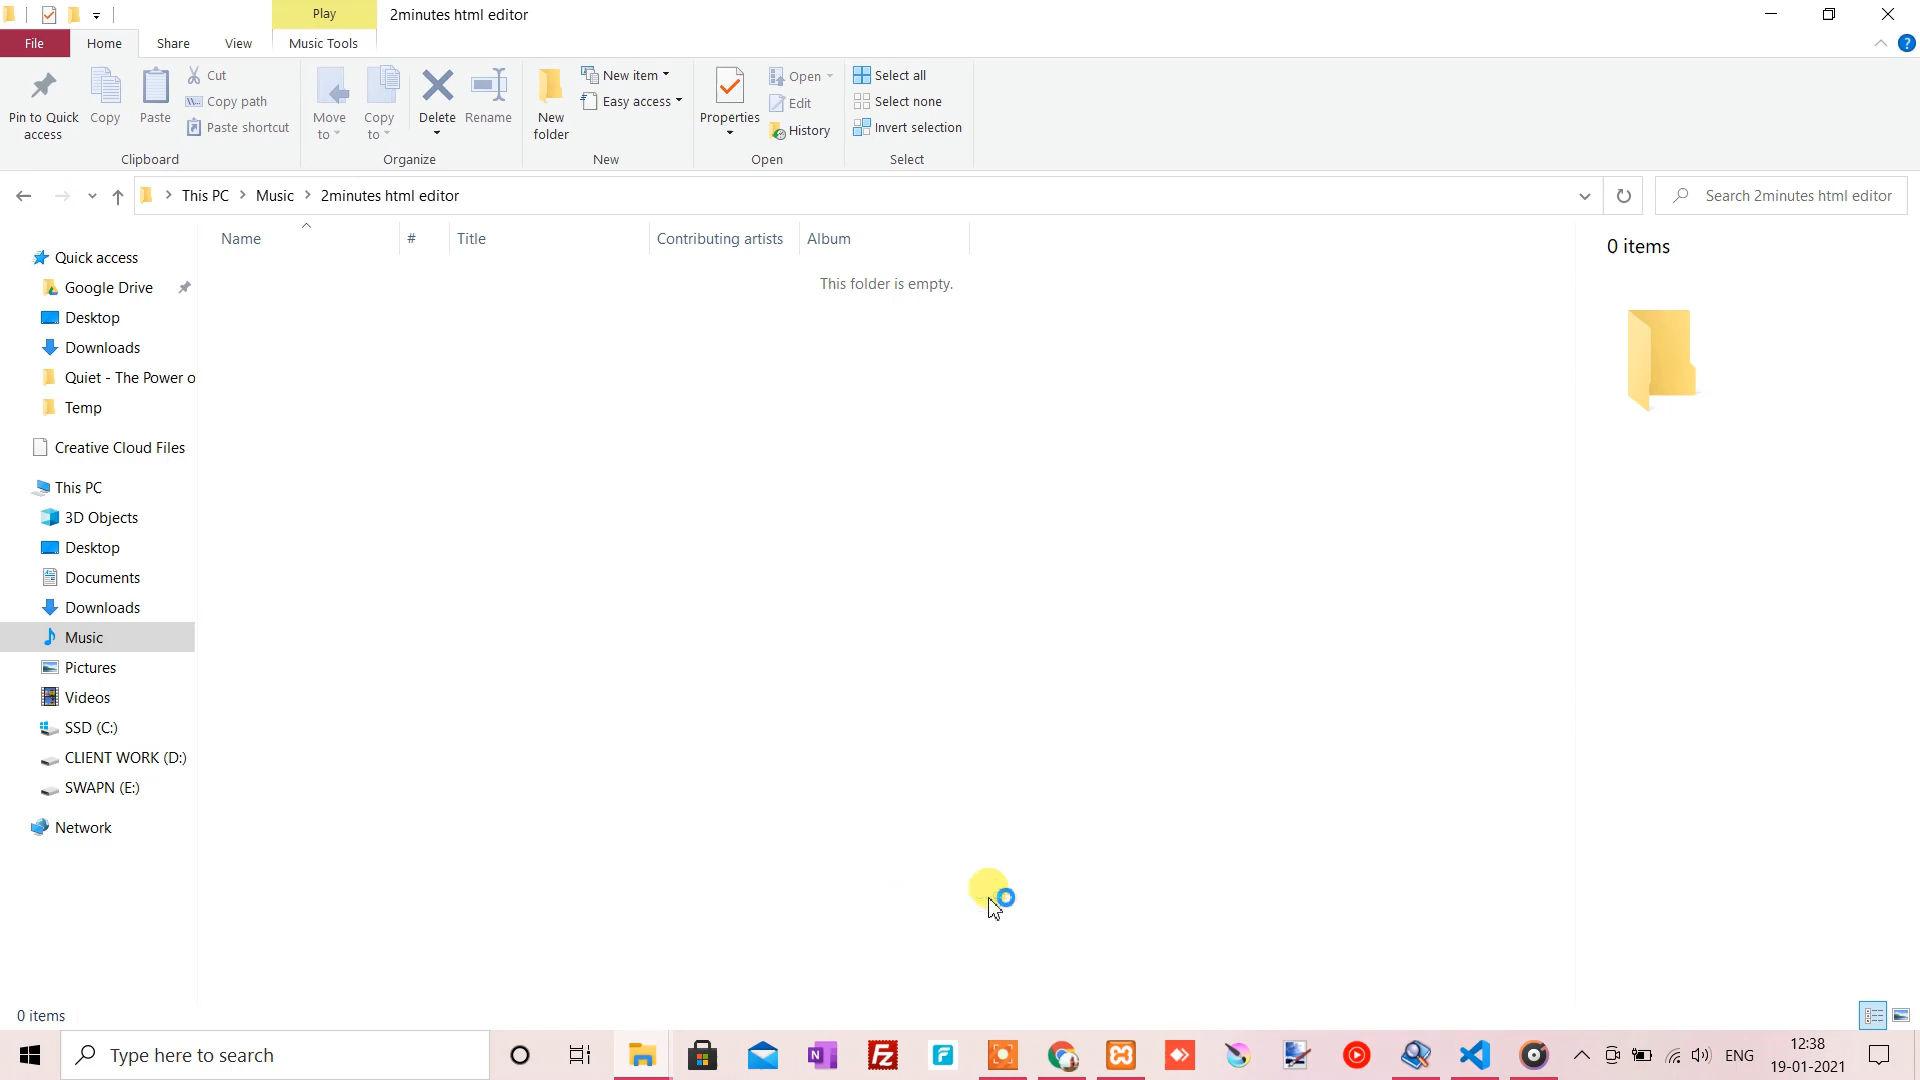 Play
2minutes html editor
File
Home
Share
View
Music Tools
Pin to Quick access
Copy
Paste
Cut
Copy path
Paste shortcut
Clipboard
Move to
Copy to
Delete
Rename
Organize
New folder
New item
Easy access
New
Properties
Open
Edit
History
Open
Select all
Select none
Invert selection
Select
This PC
Music
2minutes html editor
Search 2minutes html editor
Name
#
Title
Contributing artists
Album
This folder is empty.
0 items
Quick access
Google Drive
Desktop
Downloads
Quiet - The Power o
Temp
Creative Cloud Files
This PC
3D Objects
Desktop
Documents
Downloads
Music
Pictures
Videos
SSD (C:)
CLIENT WORK (D:)
SWAPN (E:)
Network
0 items
Type here to search
ENG
12:38
19-01-2021